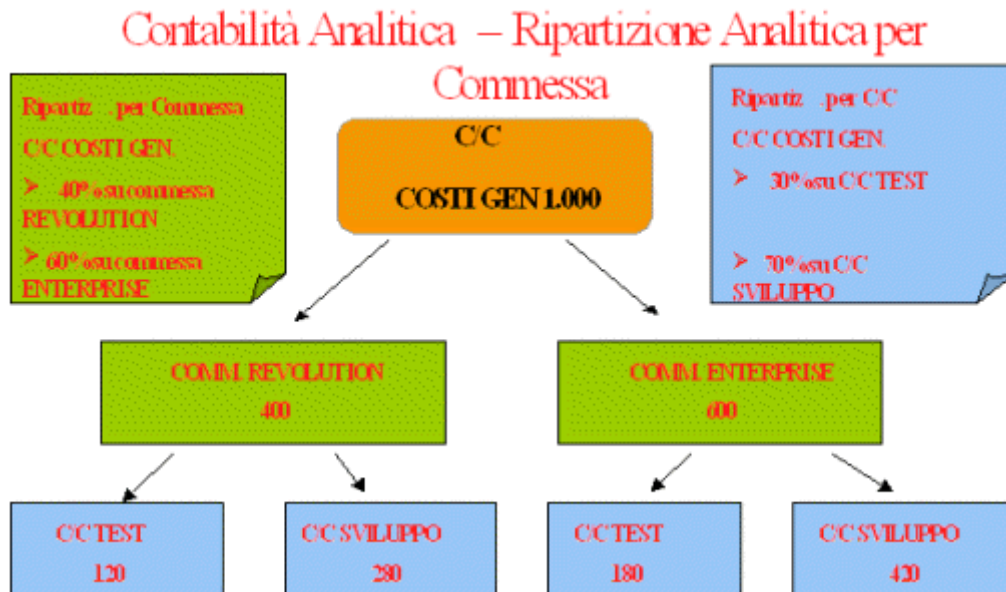 Contabilità Analitica – Ripartizione Analitica per
Commessa
Ripartiz . per Commessa
C/C COSTI GEN.
➢ 40% su commessa
REVOLUTION
➢ 60% su commessa
ENTERPRISE
C/C
COSTI GEN 1.000
Ripartiz . per C/C
C/C COSTI GEN.
➢ 30% su C/C TEST
➢ 70% su C/C
SVILUPPO
COMM. REVOLUTION
400
COMM. ENTERPRISE
600
C/C TEST
120
C/C SVILUPPO
280
C/C TEST
180
C/C SVILUPPO
420